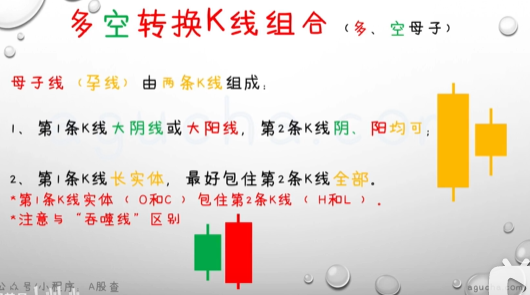 多空转换K线组合（多、空母子）
母子线（孕线）由两条K线组成；
1、第1条K线大阴线或大阳线，第2条K线阴、阳均可；
2、第1条K线长实体，最好包住第2条K线全部。
*第1条K线实体（O和C）包住第2条K线（H和L）。
*注意与“吞噬线”区别
公众号/小程序，A股查
agucha.com